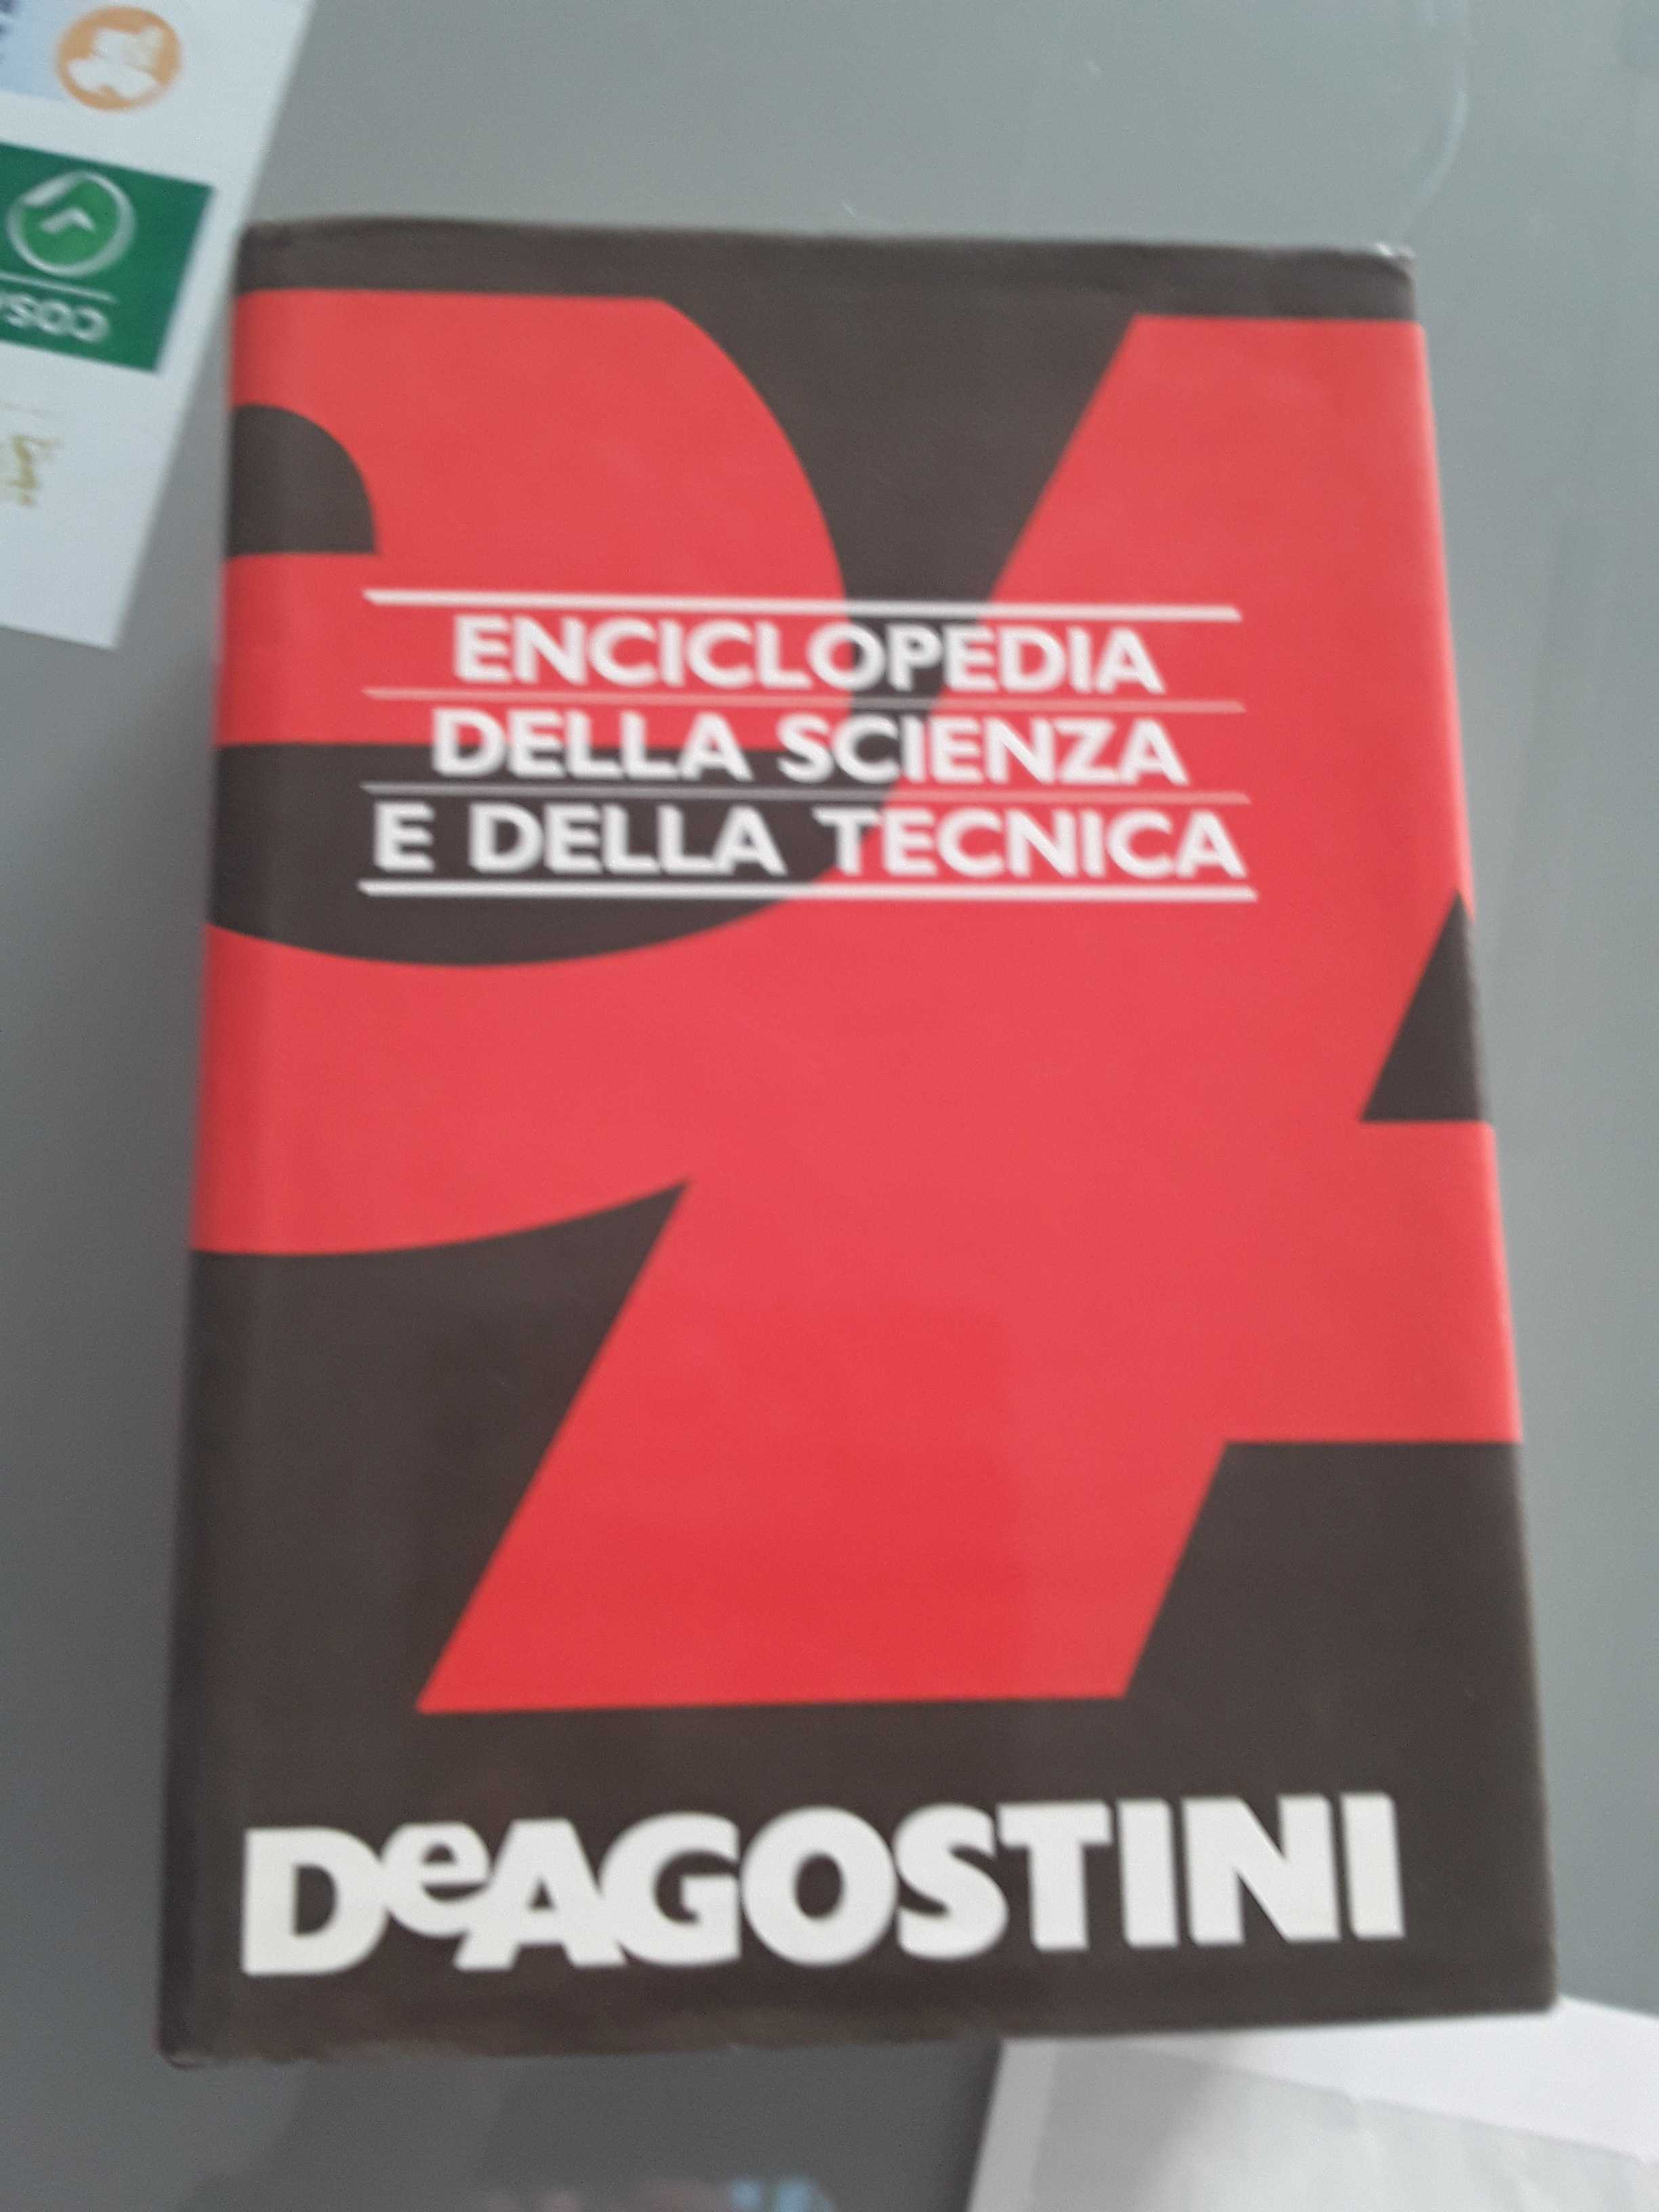 ENCICLOPEDIA
DELLA SCIENZA
E DELLA TECNICA
DeAGOSTINI